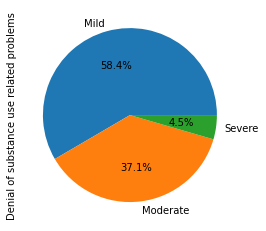 Denial of substance use related problems
Mild
58.4%
4.5%
Severe
37.1%
Moderate